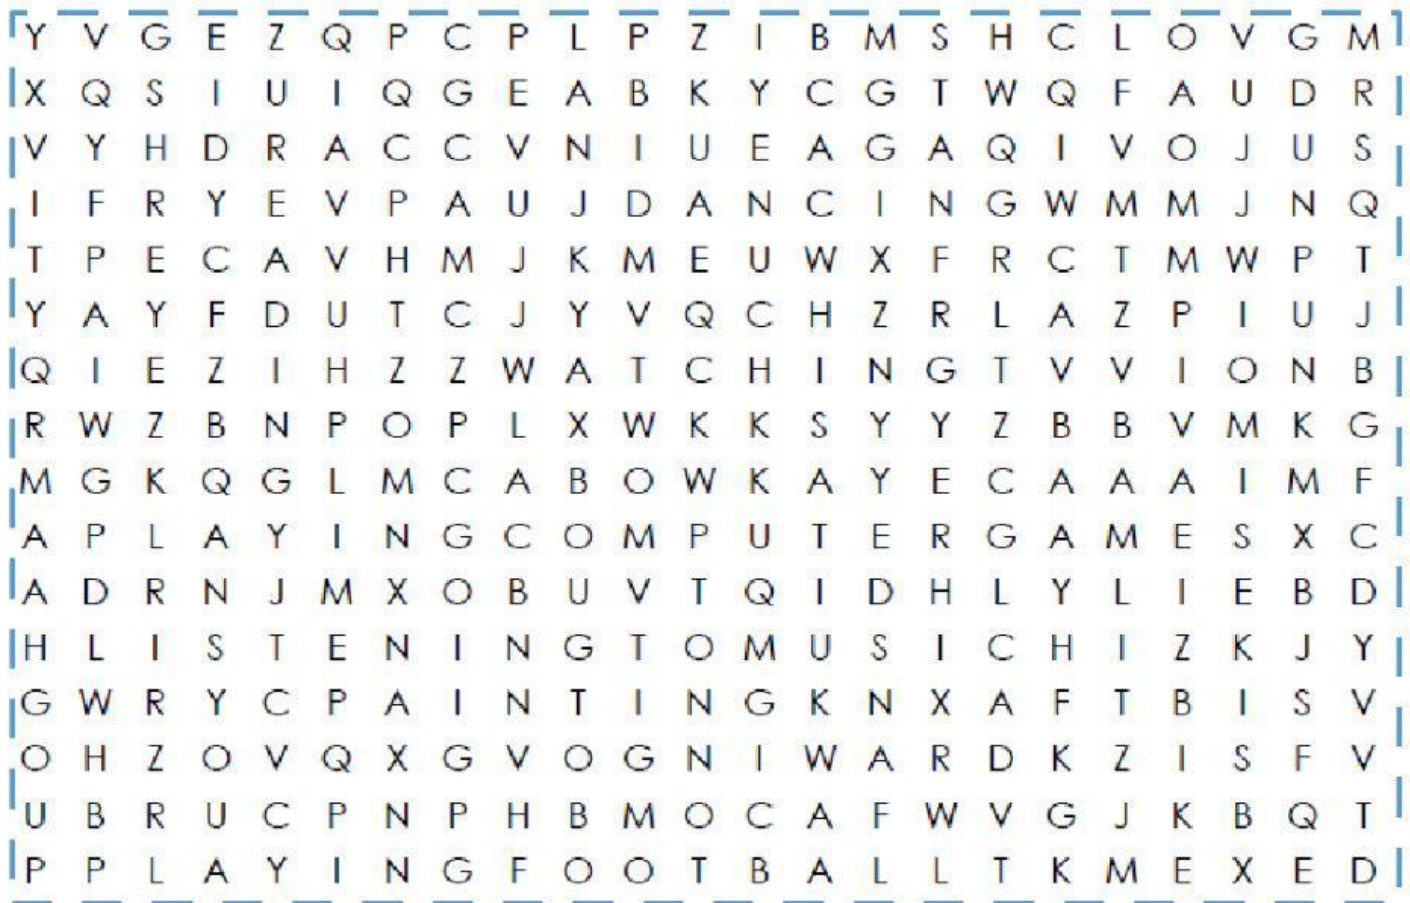 Y V G E Z Q P C P L P Z I B M S H C L O V G M
X Q S I U I Q G E A B K Y C G T W Q F A U D R
V Y H D R A C C V N I U E A G A Q I V O J U S
I F R Y E V P A U J D A N C I N G W M M J N Q
T P E C A V H M J K M E U W X F R C T M W P T
Y A Y F D U T C J Y V Q C H Z R L A Z P I U J
Q I E Z I H Z Z W A T C H I N G T V V I O N B
R W Z B N P O P L X W K K S Y Y Z B B V M K G
M G K Q G L M C A B O W K A Y E C A A A I M F
A P L A Y I N G C O M P U T E R G A M E S X C
A D R N J M X O B U V T Q I D H L Y L I E B D
H L I S T E N I N G T O M U S I C H I Z K J Y
G W R Y C P A I N T I N G K N X A F T B I S V
O H Z O V Q X G V O G N I W A R D K Z I S F V
U B R U C P N P H B M O C A F W V G J K B Q T
P P L A Y I N G F O O T B A L L T K M E X E D